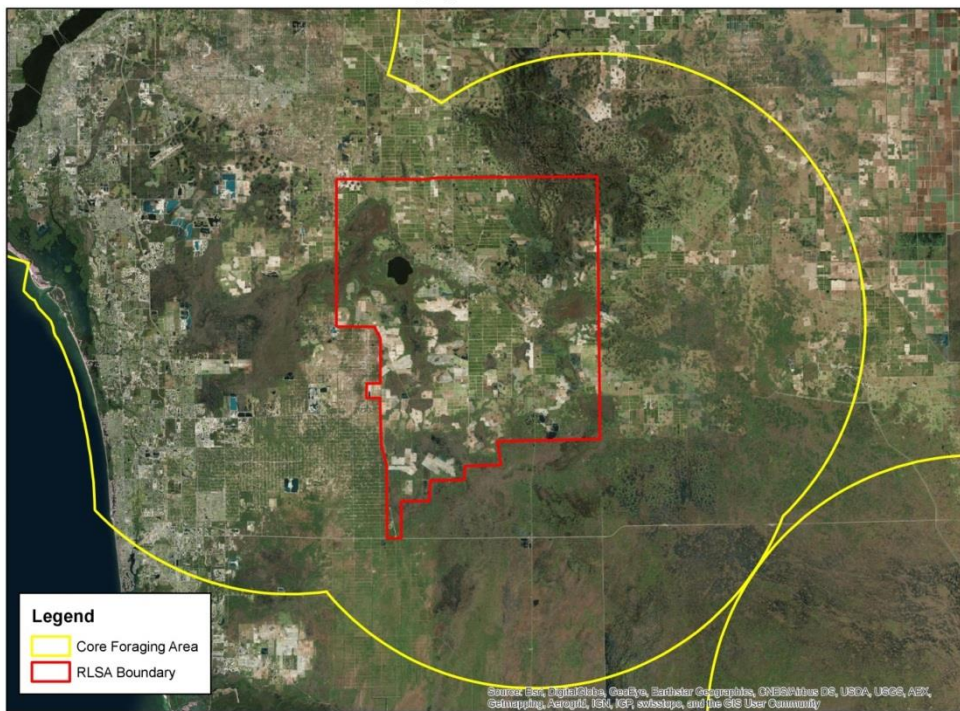 Legend
Core Foraging Area
RLSA Boundary
Source: Esri, DigitalGlobe, GeoEye, Earthstar Geographics, CNES/Airbus DS, USDA, USGS, AEX,
Getmapping, Aerogrid, IGN, IGP, swisstopo, and the GIS User Community